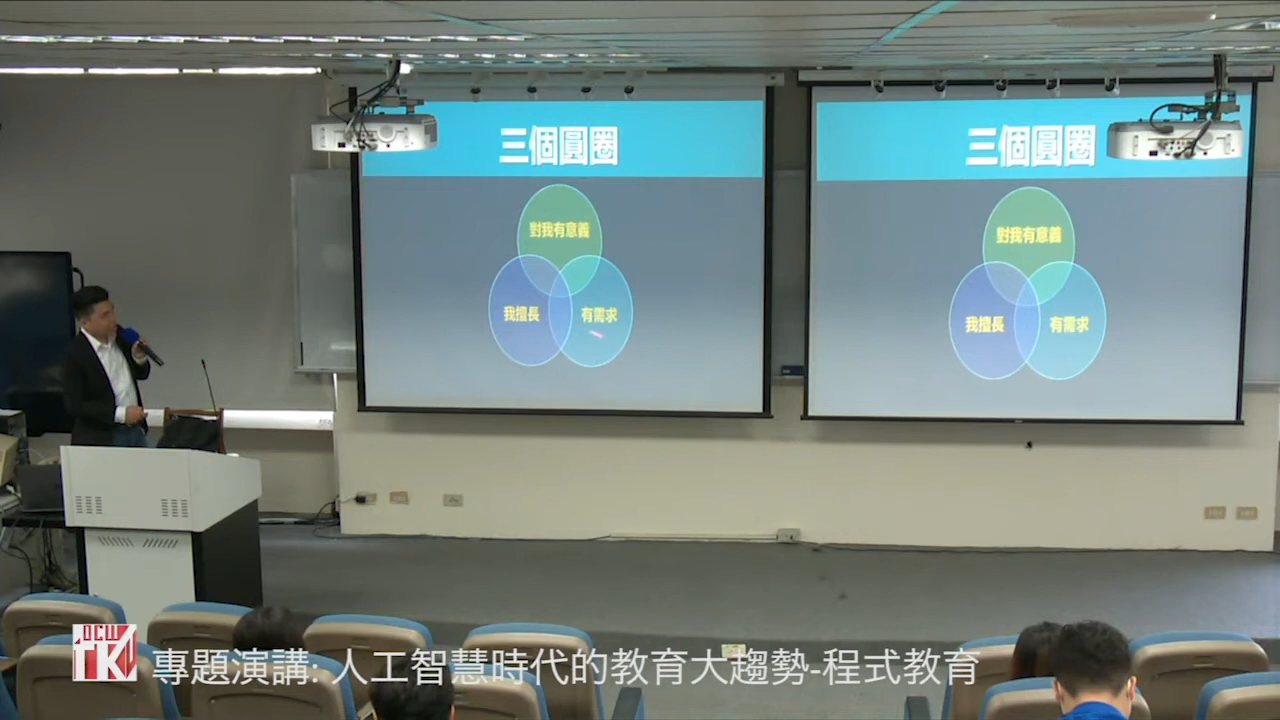 三個圓圈
對我有意義
我擅長
有需求
三個圓圈
對我有意義
我擅長
有需求
OCW
TKU
專題演講: 人工智慧時代的教育大趨勢-程式教育